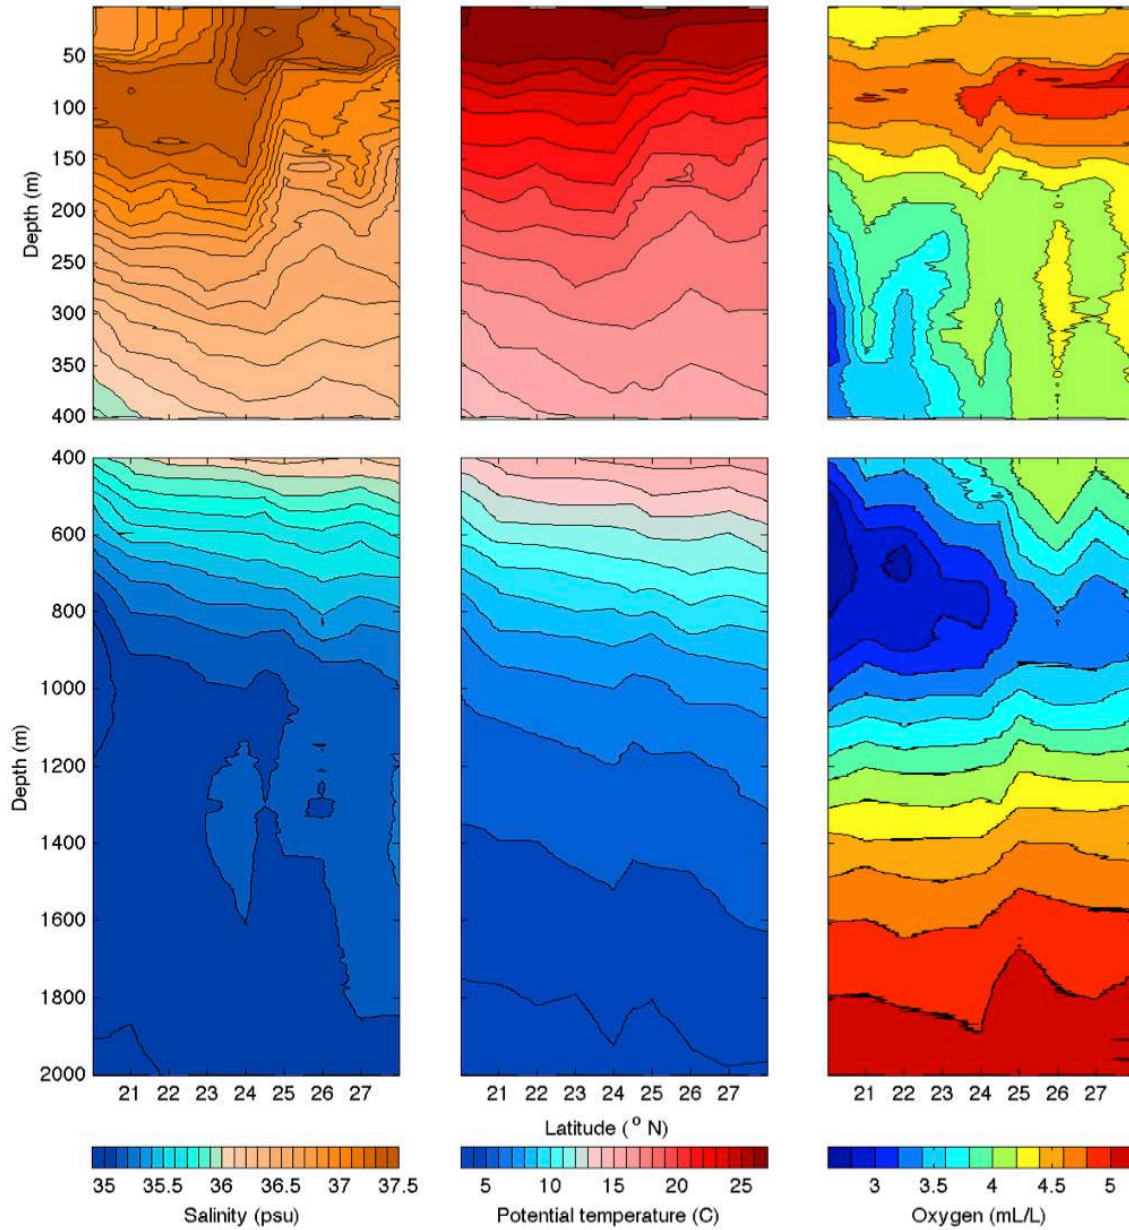 50
100
150
200
250
300
350
400
Depth (m)
400
600
800
1000
1200
1400
1600
1800
2000
Depth (m)
21 22 23 24 25 26 27
21 22 23 24 25 26 27
21 22 23 24 25 26 27
Latitude ( ° N)
35 35.5 36 36.5 37 37.5
5 10 15 20 25
3 3.5 4 4.5 5
Salinity (psu)
Potential temperature (C)
Oxygen (mL/L)